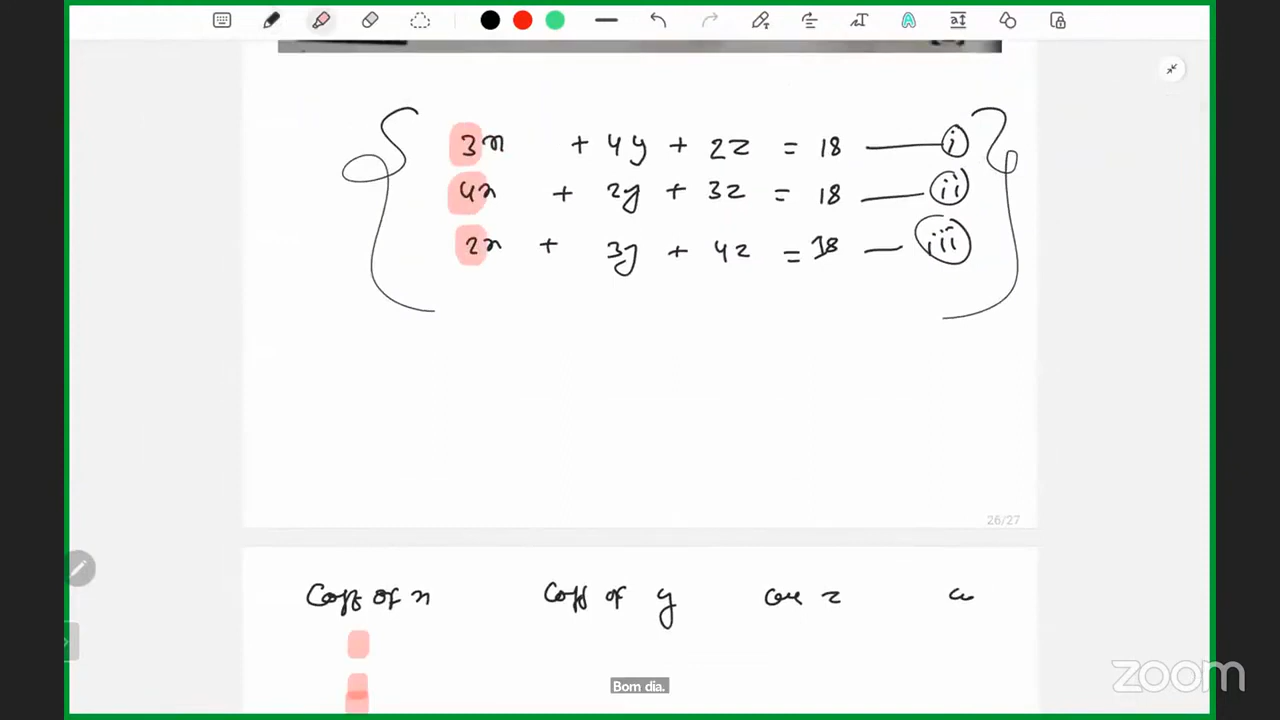 3x + 4y + 2z = 18 — i
4x + 2y + 3z = 18 — ii
2x + 3y + 4z = 18 — iii
26/27
Coff of x Coff of y z
Bom dia.
zoom